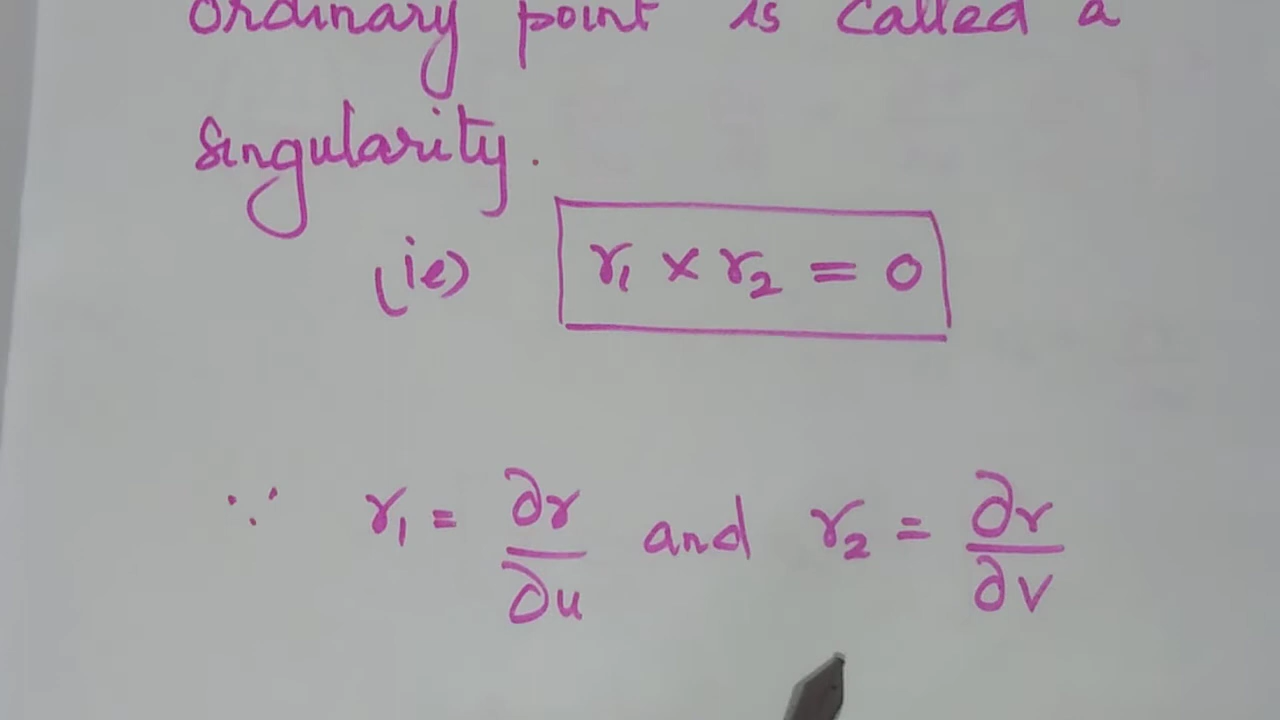 ordinary point is called a
singularity.
(ie) r₁ × r₂ = 0
∵ r₁ = ∂r/∂u and r₂ = ∂r/∂v